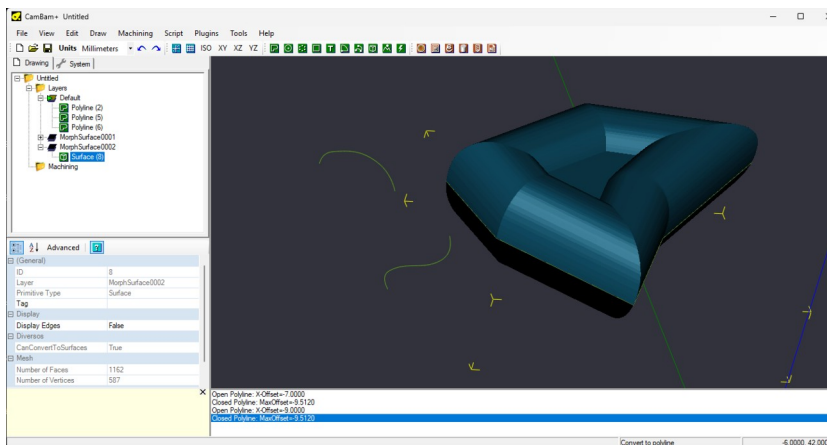 CamBam+ Untitled
File View Edit Draw Machining Script Plugins Tools Help
Units Millimeters ISO XY XZ YZ
Drawing System
Untitled
Layers
Default
Polyline (2)
Polyline (5)
Polyline (6)
MorphSurface0001
MorphSurface0002
Surface (8)
Machining
Advanced
(General)
ID 8
Layer MorphSurface0002
Primitive Type Surface
Tag
Display
Display Edges False
Diversos
CanConvertToSurfaces True
Mesh
Number of Faces 1162
Number of Vertices 587
Open Polyline: X-Offset=-7.0000
Closed Polyline: MaxOffset=-9.5120
Open Polyline: X-Offset=-9.0000
Closed Polyline: MaxOffset=-9.5120
Convert to polyline -6.0000, 42.000